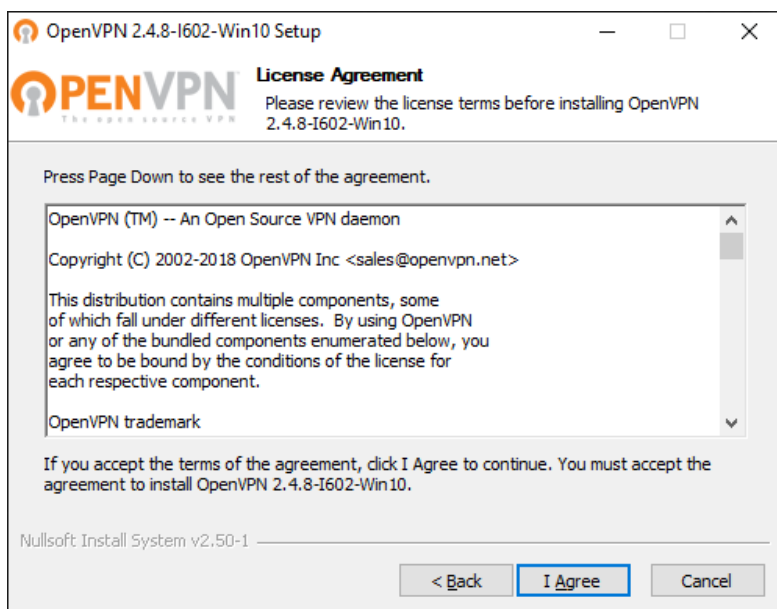 OpenVPN 2.4.8-I602-Win10 Setup
OPENVPN
The open source VPN
License Agreement
Please review the license terms before installing OpenVPN
2.4.8-I602-Win10.
Press Page Down to see the rest of the agreement.
OpenVPN (TM) -- An Open Source VPN daemon
Copyright (C) 2002-2018 OpenVPN Inc <sales@openvpn.net>
This distribution contains multiple components, some
of which fall under different licenses.  By using OpenVPN
or any of the bundled components enumerated below, you
agree to be bound by the conditions of the license for
each respective component.
OpenVPN trademark
If you accept the terms of the agreement, click I Agree to continue. You must accept the
agreement to install OpenVPN 2.4.8-I602-Win10.
Nullsoft Install System v2.50-1
< Back
I Agree
Cancel